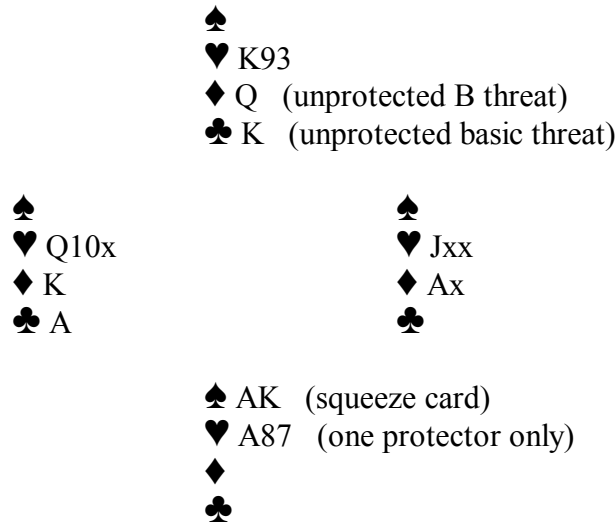 ♠
♥ K93
♦ Q (unprotected B threat)
♣ K (unprotected basic threat)
♠ ♠
♥ Q10x ♥ Jxx
♦ K ♦ Ax
♣ A ♣
♠ AK (squeeze card)
♥ A87 (one protector only)
♦
♣